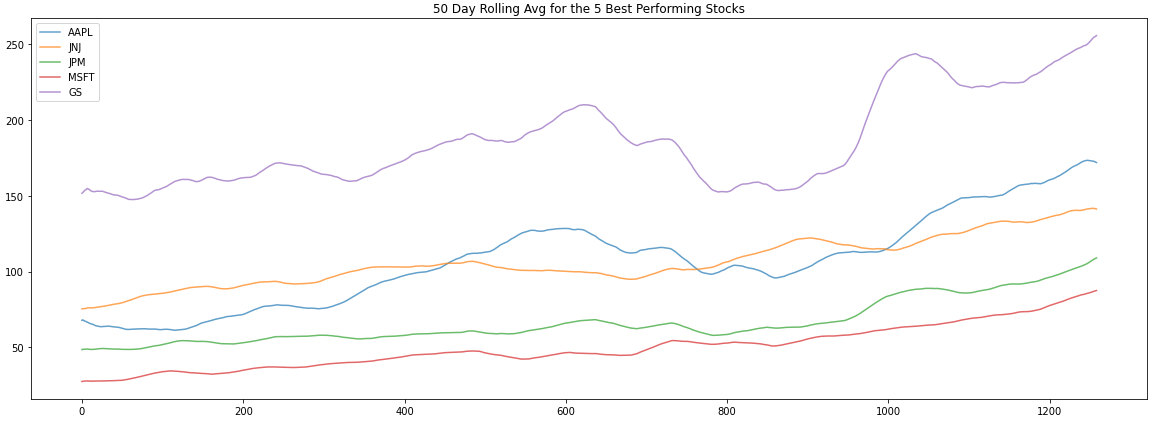 50 Day Rolling Avg for the 5 Best Performing Stocks
AAPL
JNJ
JPM
MSFT
GS
250
200
150
100
50
0 200 400 600 800 1000 1200